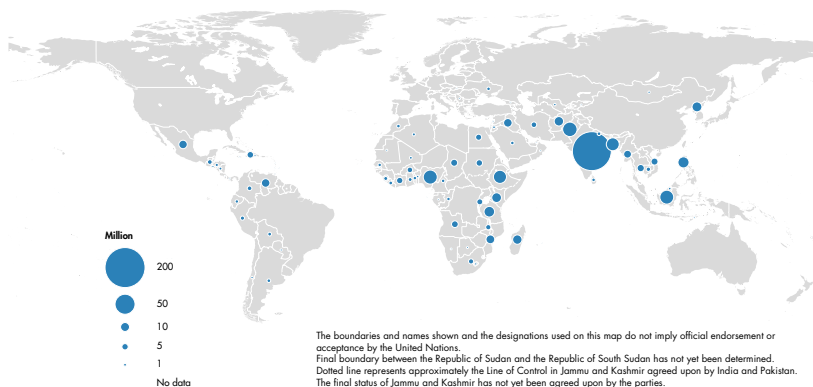 Million
200
50
10
5
1
No data
The boundaries and names shown and the designations used on this map do not imply official endorsement or
acceptance by the United Nations.
Final boundary between the Republic of Sudan and the Republic of South Sudan has not yet been determined.
Dotted line represents approximately the Line of Control in Jammu and Kashmir agreed upon by India and Pakistan.
The final status of Jammu and Kashmir has not yet been agreed upon by the parties.